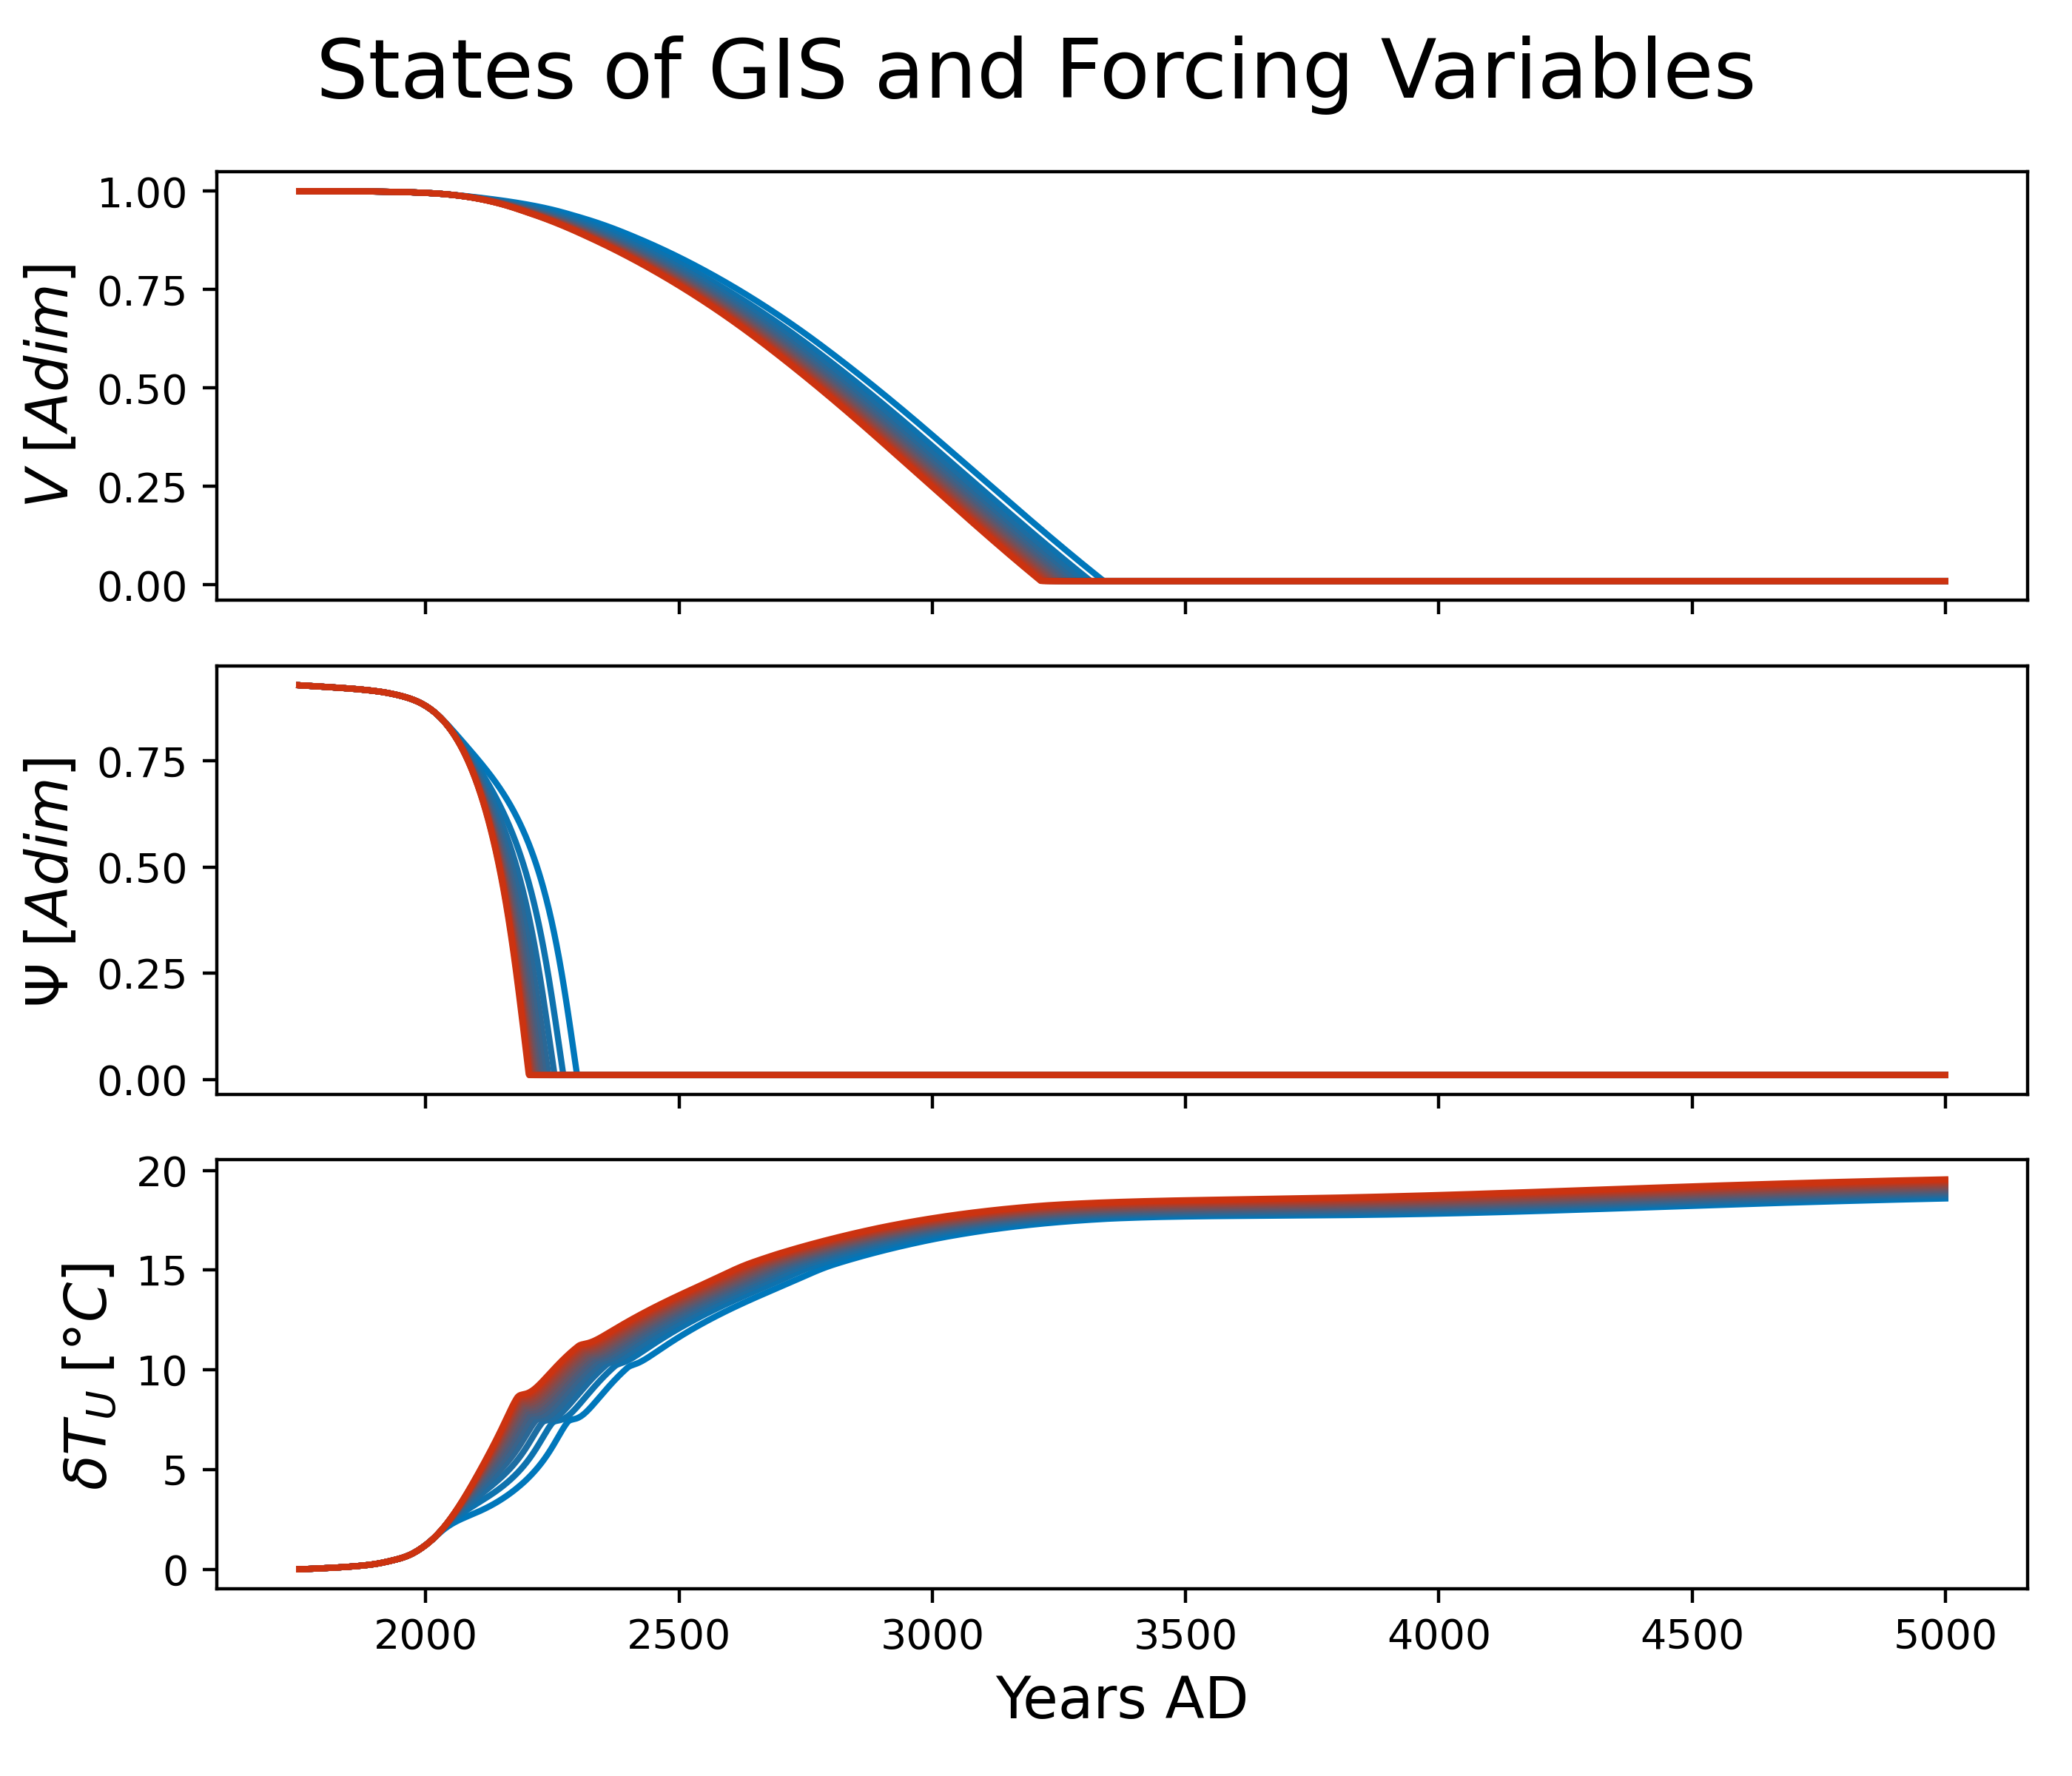 States of GIS and Forcing Variables
V [Adim]
1.00
0.75
0.50
0.25
0.00
Ψ [Adim]
0.75
0.50
0.25
0.00
δT_U [°C]
20
15
10
5
0
2000 2500 3000 3500 4000 4500 5000
Years AD